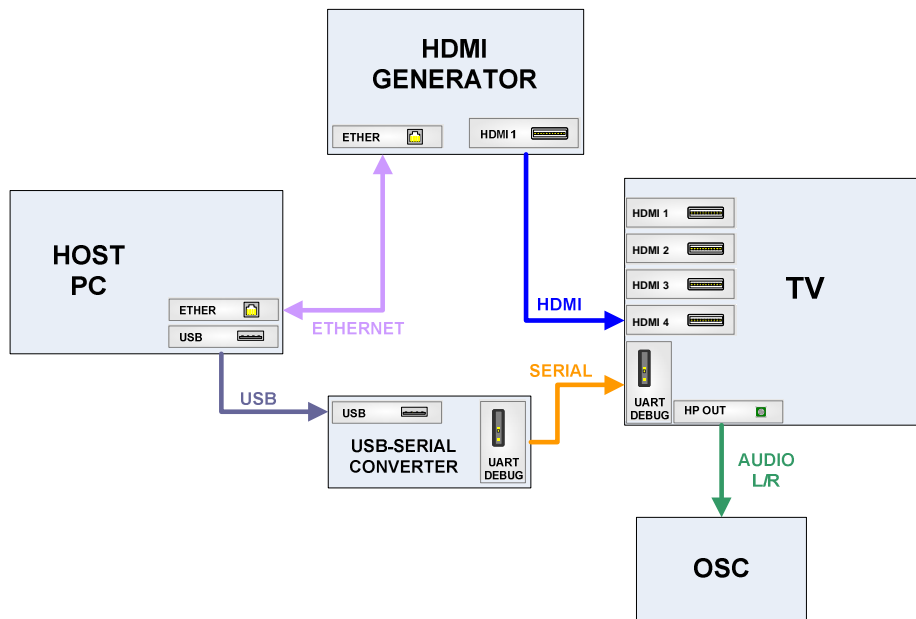 HDMI
GENERATOR
ETHER
HDMI 1
HOST
PC
ETHER
USB
ETHERNET
USB
HDMI
SERIAL
HDMI 1
HDMI 2
HDMI 3
HDMI 4
TV
UART
DEBUG
HP OUT
USB
USB-SERIAL
CONVERTER
UART
DEBUG
AUDIO
L/R
OSC